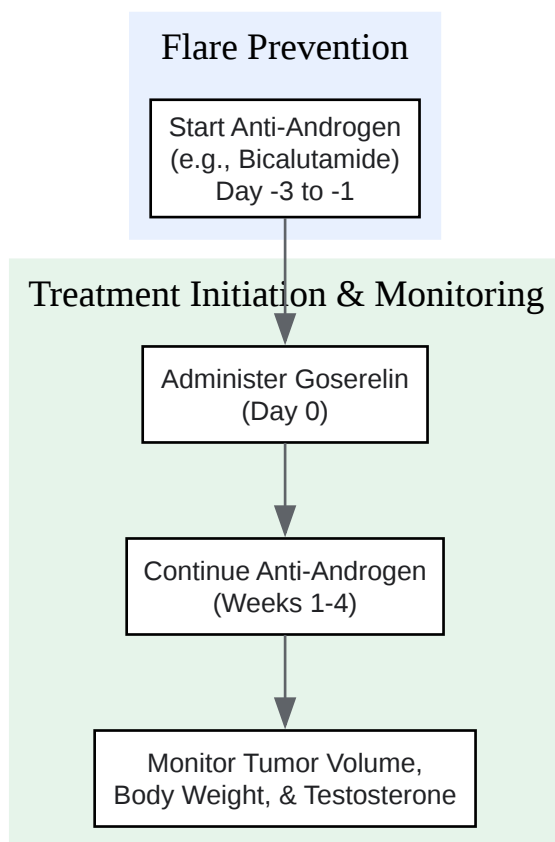 Flare Prevention
Start Anti-Androgen
(e.g., Bicalutamide)
Day -3 to -1
Treatment Initiation & Monitoring
Administer Goserelin
(Day 0)
Continue Anti-Androgen
(Weeks 1-4)
Monitor Tumor Volume,
Body Weight, & Testosterone